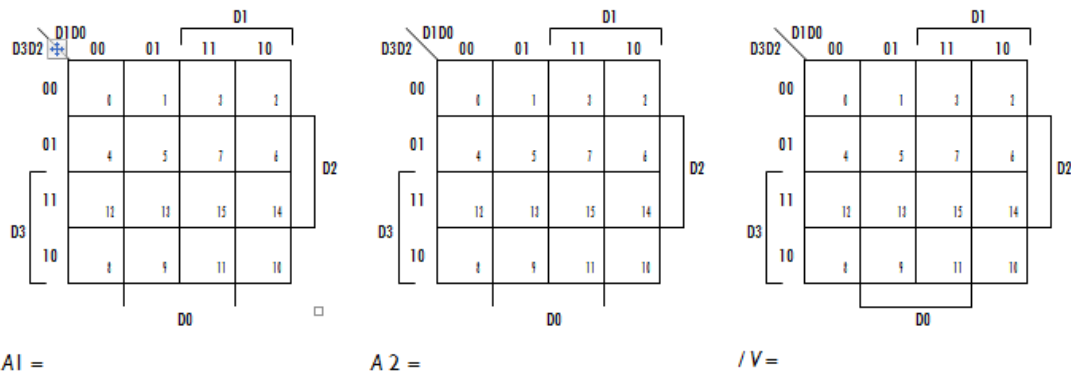 D1 D1 D1
D1D0 D1D0 D1D0
D3D2 00 01 11 10 D3D2 00 01 11 10 D3D2 00 01 11 10
00 0 1 3 2 00 0 1 3 2 00 0 1 3 2
01 4 5 7 6 01 4 5 7 6 01 4 5 7 6
D2 D2 D2
11 12 13 15 14 11 12 13 15 14 11 12 13 15 14
D3 D3 D3
10 8 9 11 10 10 8 9 11 10 10 8 9 11 10
D0 D0 D0
A1 = A 2 = / V =